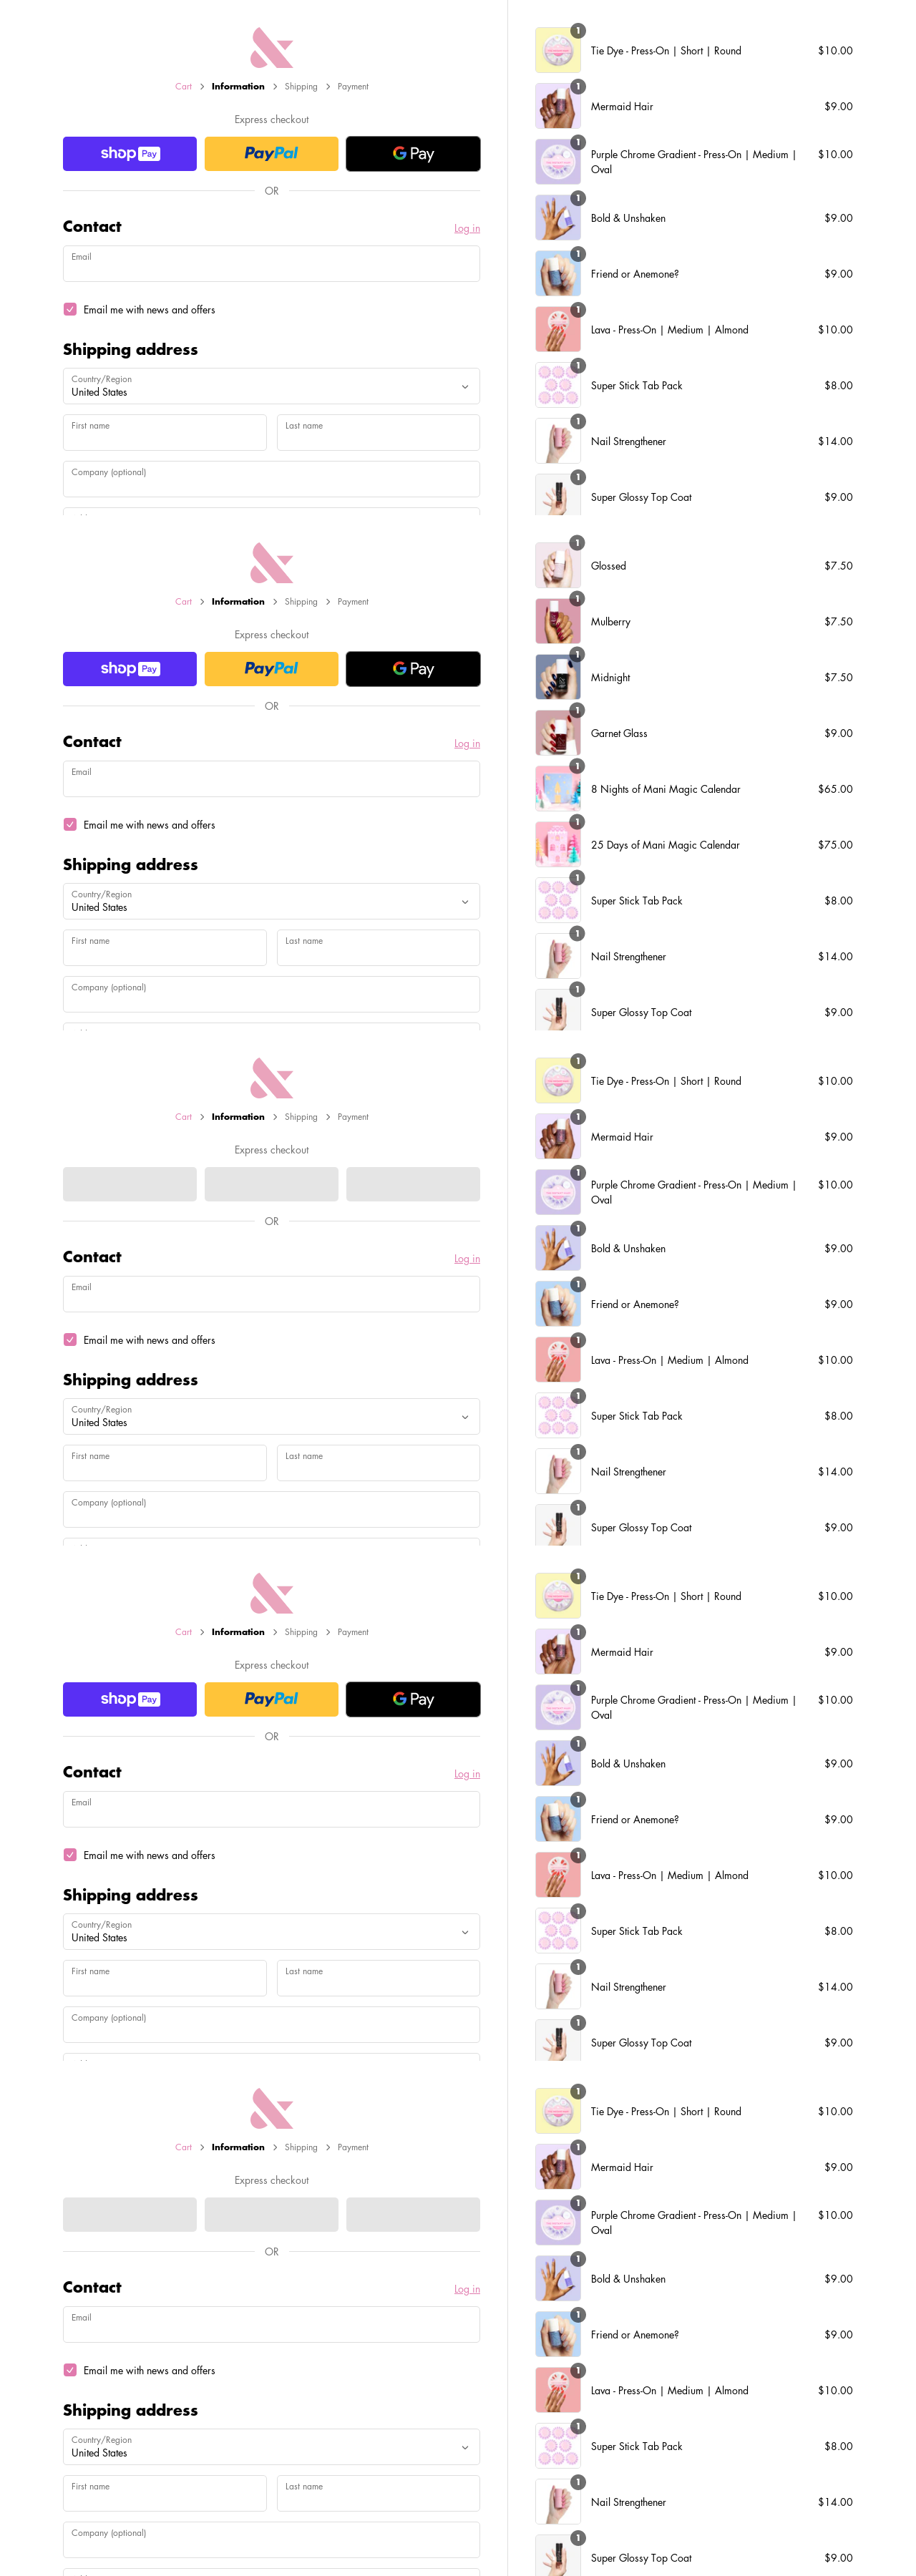 Cart > Information > Shipping > Payment
Express checkout
shop Pay
PayPal
G Pay
OR
Contact
Log in
Email
Email me with news and offers
Shipping address
Country/Region
United States
First name
Last name
Company (optional)
1
Tie Dye - Press-On | Short | Round
$10.00
1
Mermaid Hair
$9.00
1
Purple Chrome Gradient - Press-On | Medium |
Oval
$10.00
1
Bold & Unshaken
$9.00
1
Friend or Anemone?
$9.00
1
Lava - Press-On | Medium | Almond
$10.00
1
Super Stick Tab Pack
$8.00
1
Nail Strengthener
$14.00
1
Super Glossy Top Coat
$9.00
Cart > Information > Shipping > Payment
Express checkout
shop Pay
PayPal
G Pay
OR
Contact
Log in
Email
Email me with news and offers
Shipping address
Country/Region
United States
First name
Last name
Company (optional)
1
Glossed
$7.50
1
Mulberry
$7.50
1
Midnight
$7.50
1
Garnet Glass
$9.00
1
8 Nights of Mani Magic Calendar
$65.00
1
25 Days of Mani Magic Calendar
$75.00
1
Super Stick Tab Pack
$8.00
1
Nail Strengthener
$14.00
1
Super Glossy Top Coat
$9.00
Cart > Information > Shipping > Payment
Express checkout
OR
Contact
Log in
Email
Email me with news and offers
Shipping address
Country/Region
United States
First name
Last name
Company (optional)
1
Tie Dye - Press-On | Short | Round
$10.00
1
Mermaid Hair
$9.00
1
Purple Chrome Gradient - Press-On | Medium |
Oval
$10.00
1
Bold & Unshaken
$9.00
1
Friend or Anemone?
$9.00
1
Lava - Press-On | Medium | Almond
$10.00
1
Super Stick Tab Pack
$8.00
1
Nail Strengthener
$14.00
1
Super Glossy Top Coat
$9.00
Cart > Information > Shipping > Payment
Express checkout
shop Pay
PayPal
G Pay
OR
Contact
Log in
Email
Email me with news and offers
Shipping address
Country/Region
United States
First name
Last name
Company (optional)
1
Tie Dye - Press-On | Short | Round
$10.00
1
Mermaid Hair
$9.00
1
Purple Chrome Gradient - Press-On | Medium |
Oval
$10.00
1
Bold & Unshaken
$9.00
1
Friend or Anemone?
$9.00
1
Lava - Press-On | Medium | Almond
$10.00
1
Super Stick Tab Pack
$8.00
1
Nail Strengthener
$14.00
1
Super Glossy Top Coat
$9.00
Cart > Information > Shipping > Payment
Express checkout
OR
Contact
Log in
Email
Email me with news and offers
Shipping address
Country/Region
United States
First name
Last name
Company (optional)
1
Tie Dye - Press-On | Short | Round
$10.00
1
Mermaid Hair
$9.00
1
Purple Chrome Gradient - Press-On | Medium |
Oval
$10.00
1
Bold & Unshaken
$9.00
1
Friend or Anemone?
$9.00
1
Lava - Press-On | Medium | Almond
$10.00
1
Super Stick Tab Pack
$8.00
1
Nail Strengthener
$14.00
1
Super Glossy Top Coat
$9.00